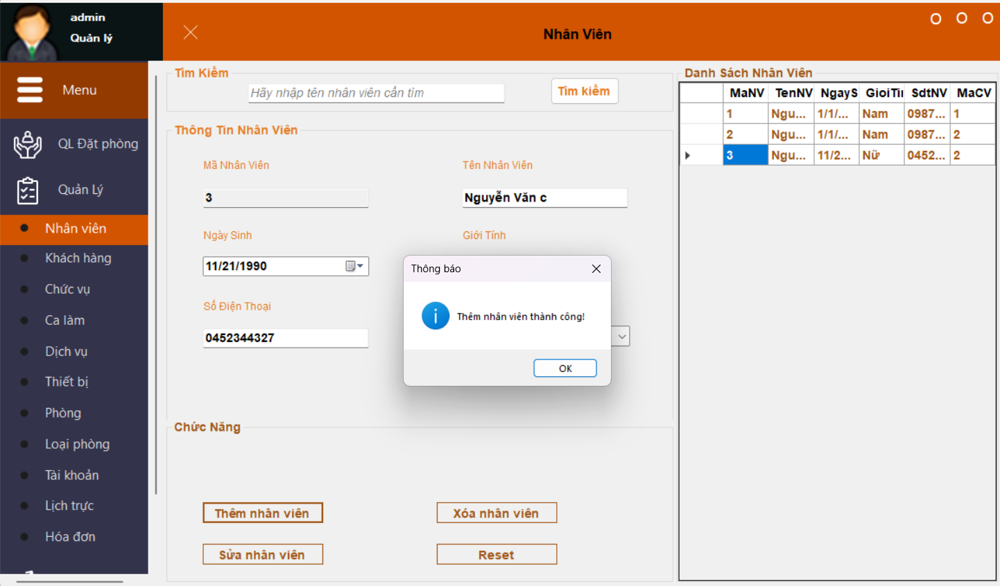 admin
Quản lý
Nhân Viên
Menu
QL Đặt phòng
Quản Lý
Nhân viên
Khách hàng
Chức vụ
Ca làm
Dịch vụ
Thiết bị
Phòng
Loại phòng
Tài khoản
Lịch trực
Hóa đơn
Tìm Kiếm
Hãy nhập tên nhân viên cần tìm
Tìm kiếm
Thông Tin Nhân Viên
Mã Nhân Viên
Tên Nhân Viên
3
Nguyễn Văn c
Ngày Sinh
Giới Tính
11/21/1990
Số Điện Thoại
0452344327
Thông báo
Thêm nhân viên thành công!
OK
Chức Năng
Thêm nhân viên
Xóa nhân viên
Sửa nhân viên
Reset
Danh Sách Nhân Viên
MaNV TenNV NgayS GioiTi SdtNV MaCV
1 Ngu... 1/1/... Nam 0987... 1
2 Ngu... 1/1/... Nam 0987... 2
3 Ngu... 11/2... Nữ 0452... 2